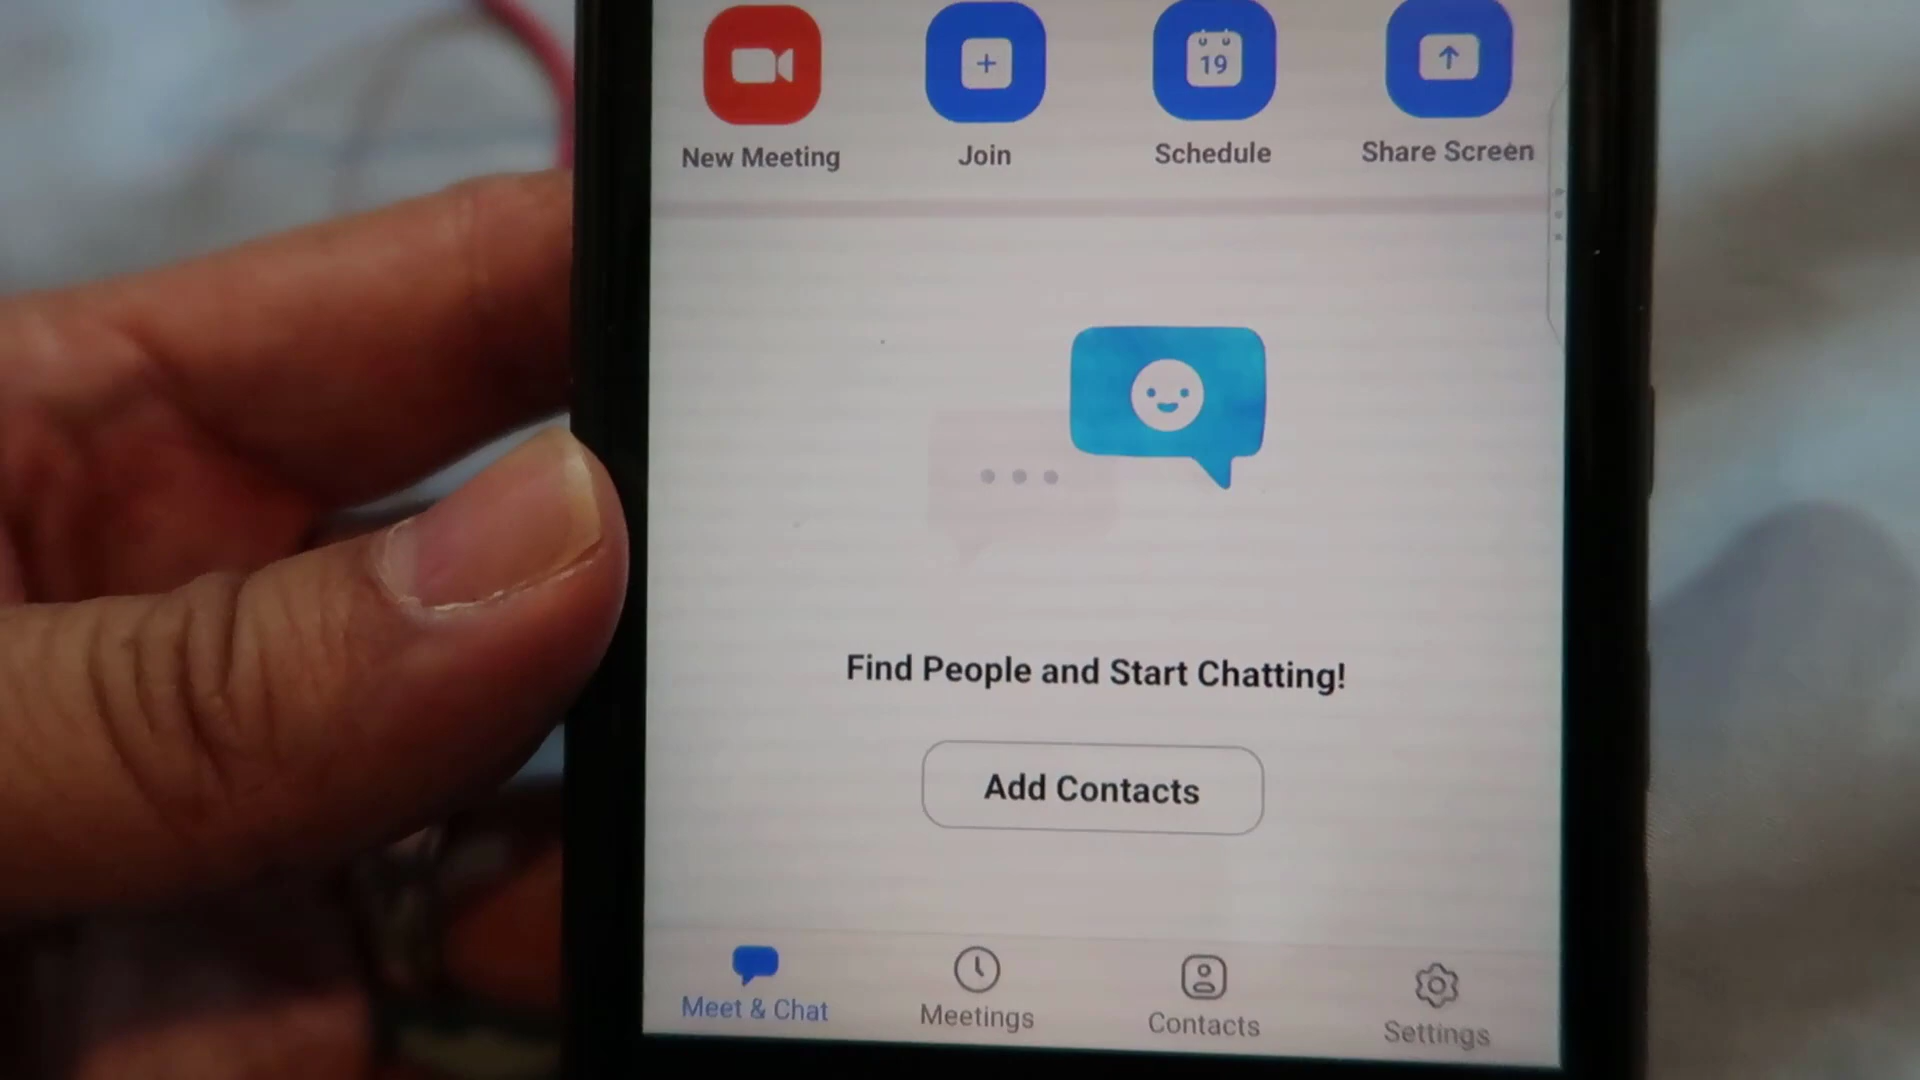 19
New Meeting
Join
Schedule
Share Screen
Find People and Start Chatting!
Add Contacts
Meet & Chat
Meetings
Contacts
Settings